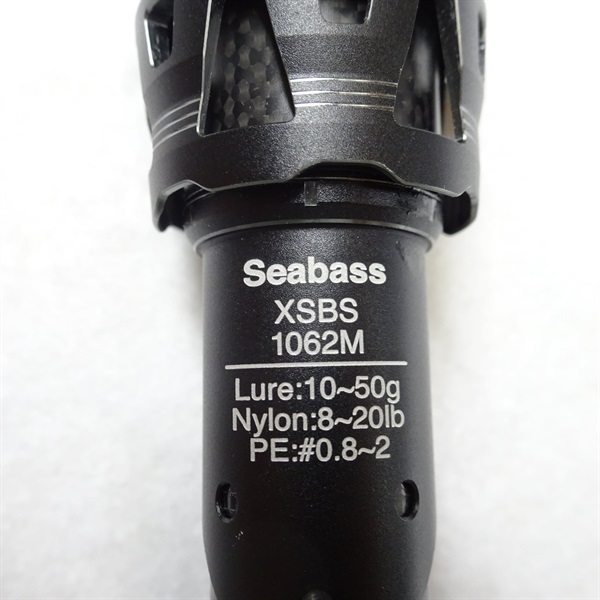 Seabass
XSBS
1062M
Lure:10~50g
Nylon:8~20lb
PE:#0.8~2